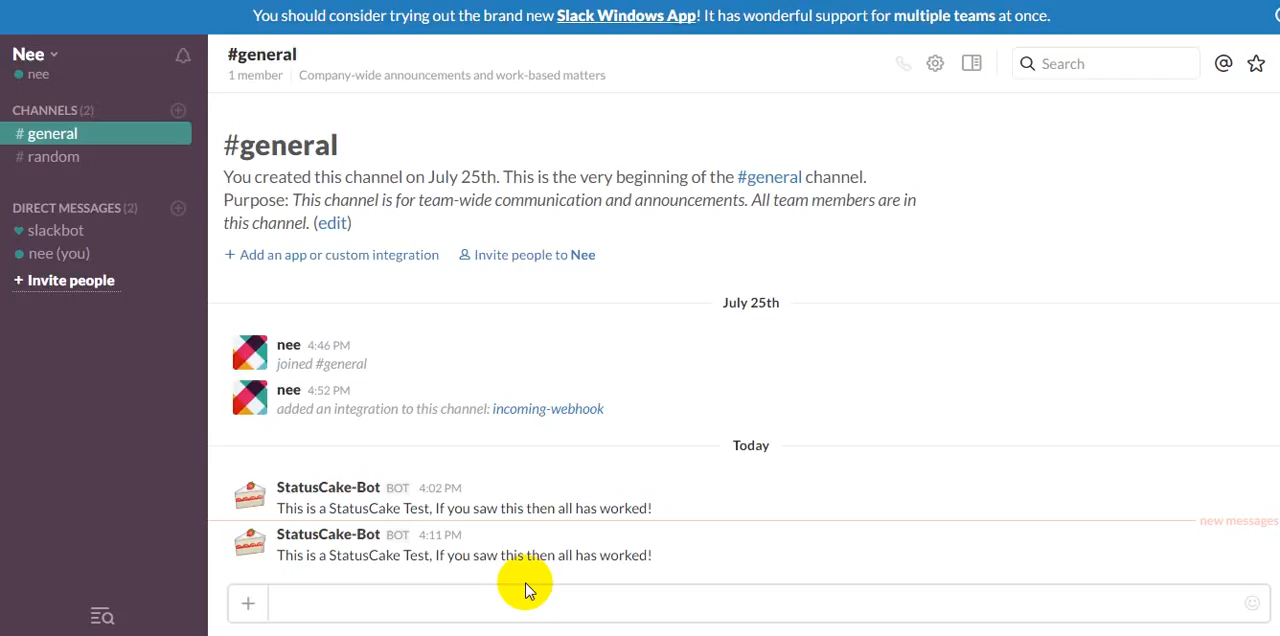 You should consider trying out the brand new Slack Windows App! It has wonderful support for multiple teams at once.
Nee
nee
CHANNELS (2)
# general
# random
DIRECT MESSAGES (2)
slackbot
nee (you)
+ Invite people
#general
1 member | Company-wide announcements and work-based matters
Search
#general
You created this channel on July 25th. This is the very beginning of the #general channel.
Purpose: This channel is for team-wide communication and announcements. All team members are in
this channel. (edit)
+ Add an app or custom integration Invite people to Nee
July 25th
nee 4:46 PM
joined #general
nee 4:52 PM
added an integration to this channel: incoming-webhook
Today
StatusCake-Bot BOT 4:02 PM
This is a StatusCake Test, If you saw this then all has worked!
new messages
StatusCake-Bot BOT 4:11 PM
This is a StatusCake Test, If you saw this then all has worked!